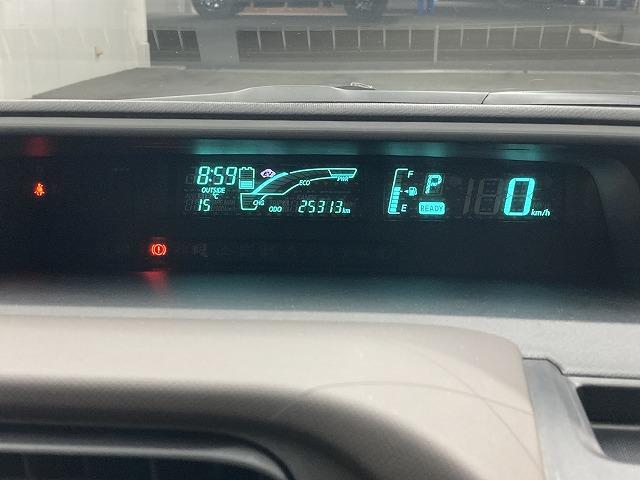 8:59
OUTSIDE
15 °C
ECO
PWR
ODO 25313 km
F
E
P
READY
0 km/h